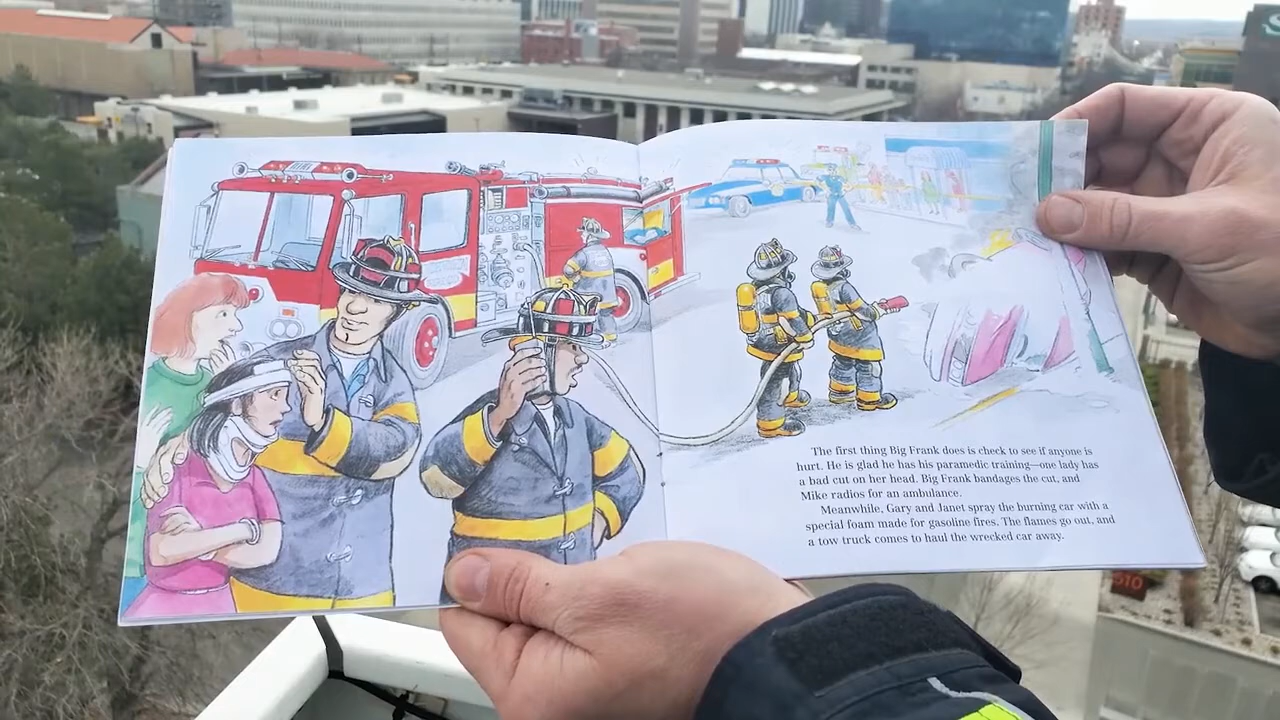 The first thing Big Frank does is check to see if anyone is
hurt. He is glad he has his paramedic training—one lady has
a bad cut on her head. Big Frank bandages the cut, and
Mike radios for an ambulance.
Meanwhile, Gary and Janet spray the burning car with a
special foam made for gasoline fires. The flames go out, and
a tow truck comes to haul the wrecked car away.
510